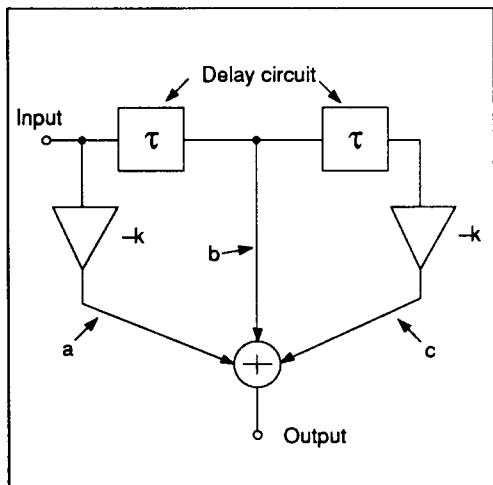 Delay circuit
Input
τ
τ
–k
–k
b
a
c
+
Output